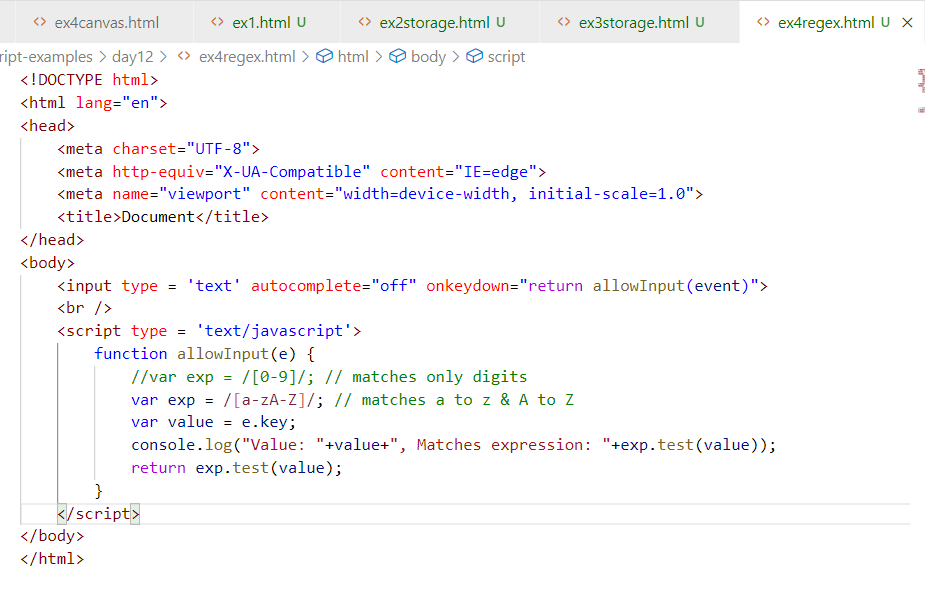 ex4canvas.html ex1.html U ex2storage.html U ex3storage.html U ex4regex.html U
ript-examples > day12 > ex4regex.html > html > body > script
<!DOCTYPE html>
<html lang="en">
<head>
    <meta charset="UTF-8">
    <meta http-equiv="X-UA-Compatible" content="IE=edge">
    <meta name="viewport" content="width=device-width, initial-scale=1.0">
    <title>Document</title>
</head>
<body>
    <input type = 'text' autocomplete="off" onkeydown="return allowInput(event)">
    <br />
    <script type = 'text/javascript'>
        function allowInput(e) {
            //var exp = /[0-9]/; // matches only digits
            var exp = /[a-zA-Z]/; // matches a to z & A to Z
            var value = e.key;
            console.log("Value: "+value+", Matches expression: "+exp.test(value));
            return exp.test(value);
        }
    </script>
</body>
</html>